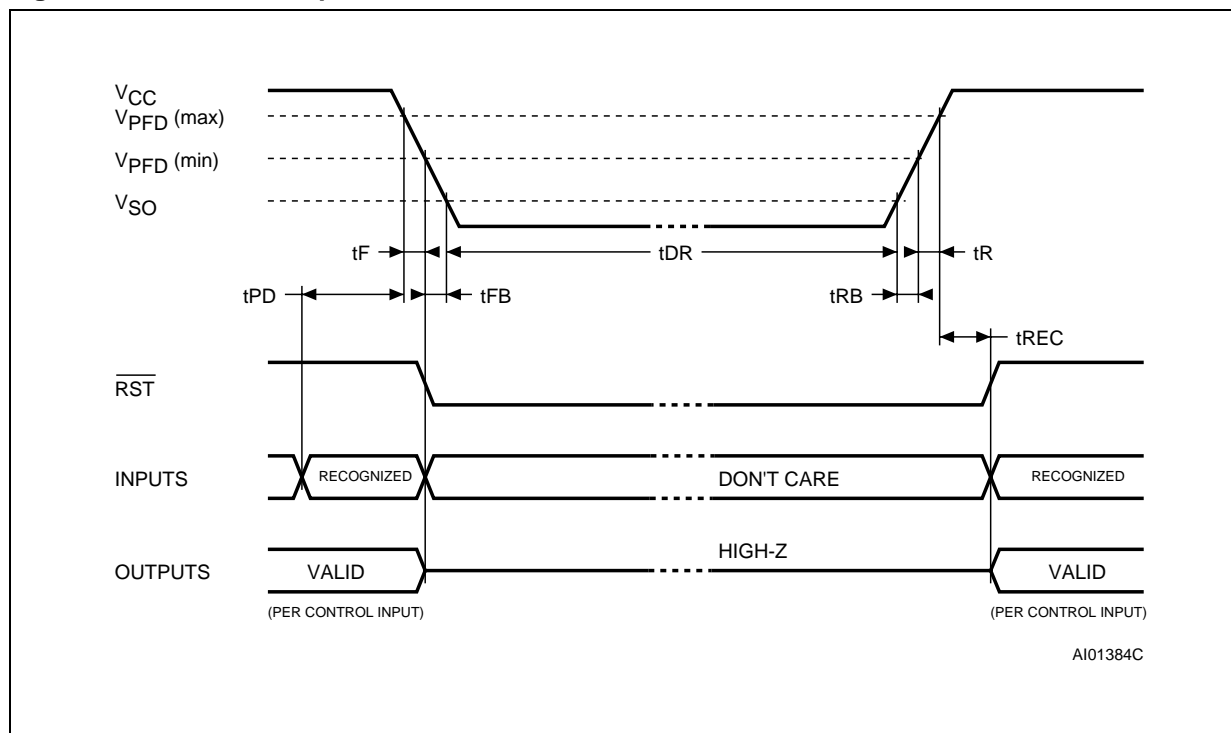 VCC
VPFD (max)
VPFD (min)
VSO
tF
tDR
tR
tPD
tFB
tRB
tREC
RST
INPUTS
RECOGNIZED
DON'T CARE
RECOGNIZED
OUTPUTS
VALID
HIGH-Z
VALID
(PER CONTROL INPUT)
(PER CONTROL INPUT)
AI01384C